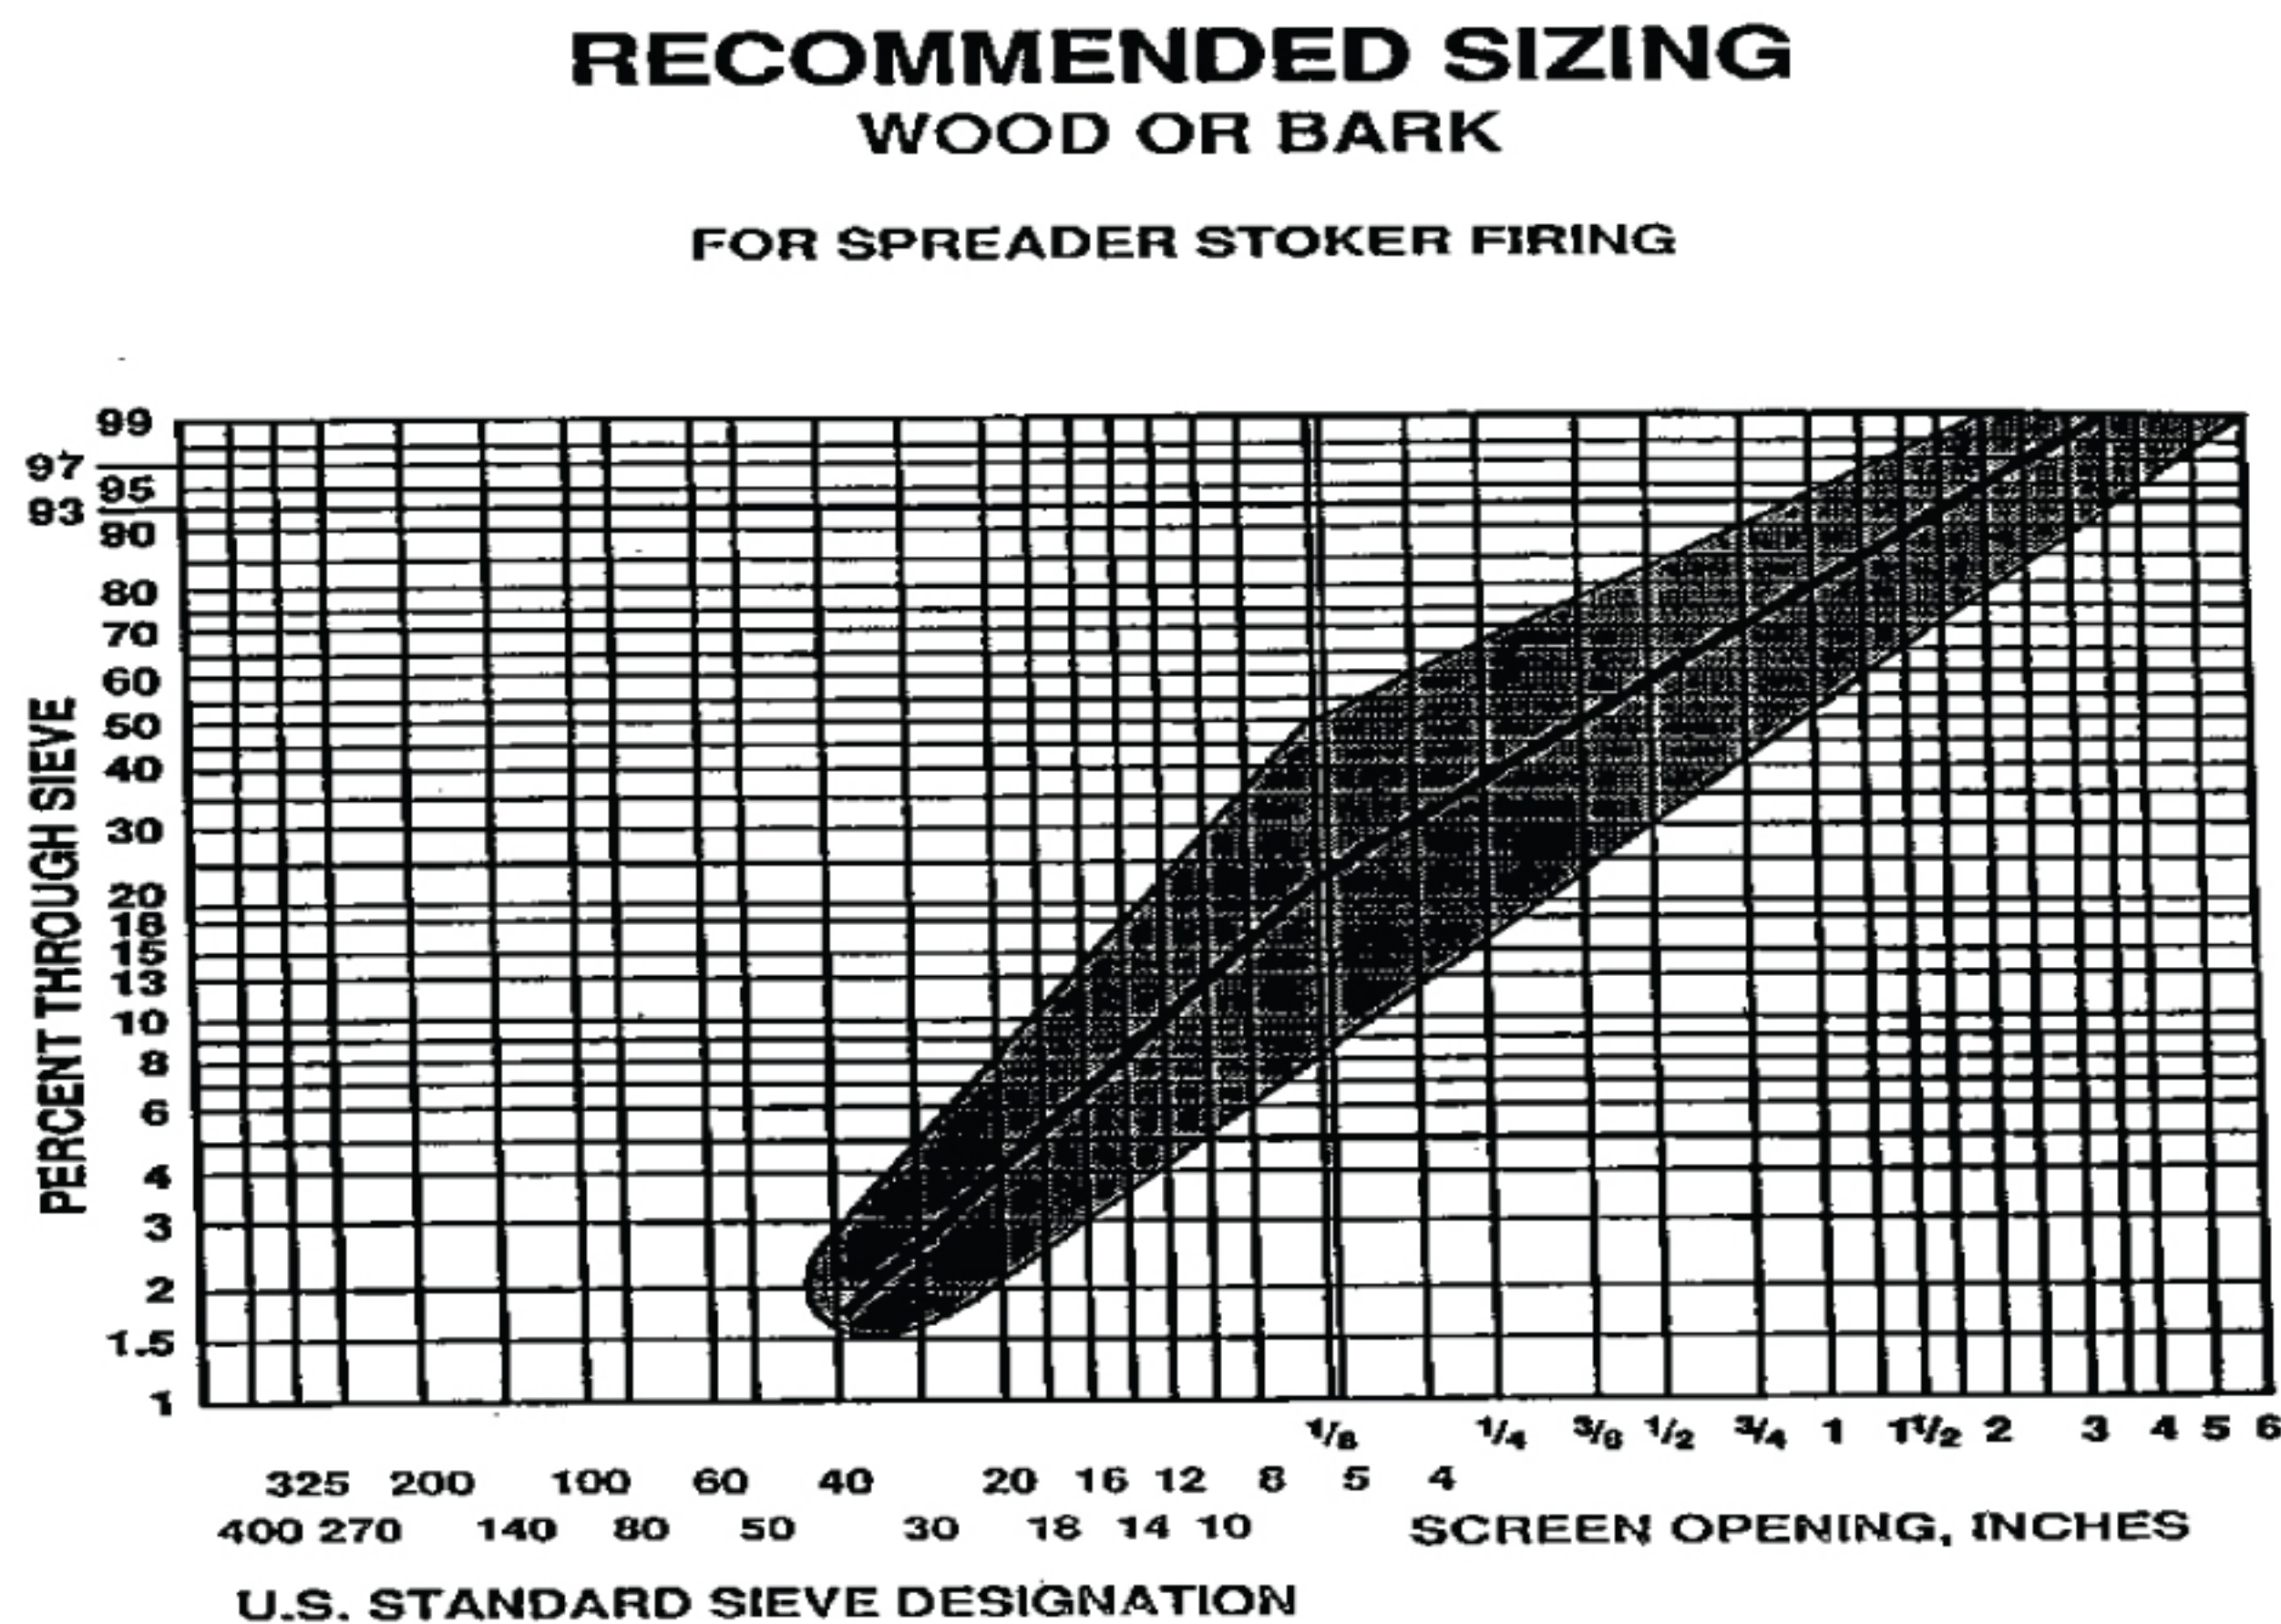 RECOMMENDED SIZING
WOOD OR BARK
FOR SPREADER STOKER FIRING
99
97
95
93
90
80
70
60
50
40
30
20
18
15
13
10
8
6
4
3
2
1.5
1
PERCENT THROUGH SIEVE
1/8 1/4 3/8 1/2 3/4 1 1 1/2 2 3 4 5 6
325 200 100 60 40 20 16 12 8 5 4
400 270 140 80 50 30 18 14 10 SCREEN OPENING, INCHES
U.S. STANDARD SIEVE DESIGNATION